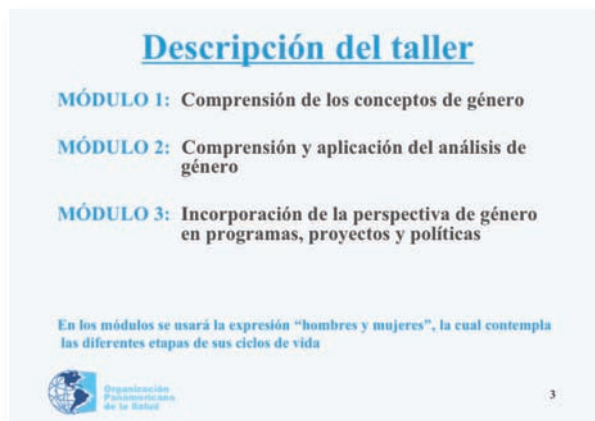 Descripción del taller
MÓDULO 1: Comprensión de los conceptos de género
MÓDULO 2: Comprensión y aplicación del análisis de
género
MÓDULO 3: Incorporación de la perspectiva de género
en programas, proyectos y políticas
En los módulos se usará la expresión “hombres y mujeres”, la cual contempla
las diferentes etapas de sus ciclos de vida
Organización
Panamericana
de la Salud
3